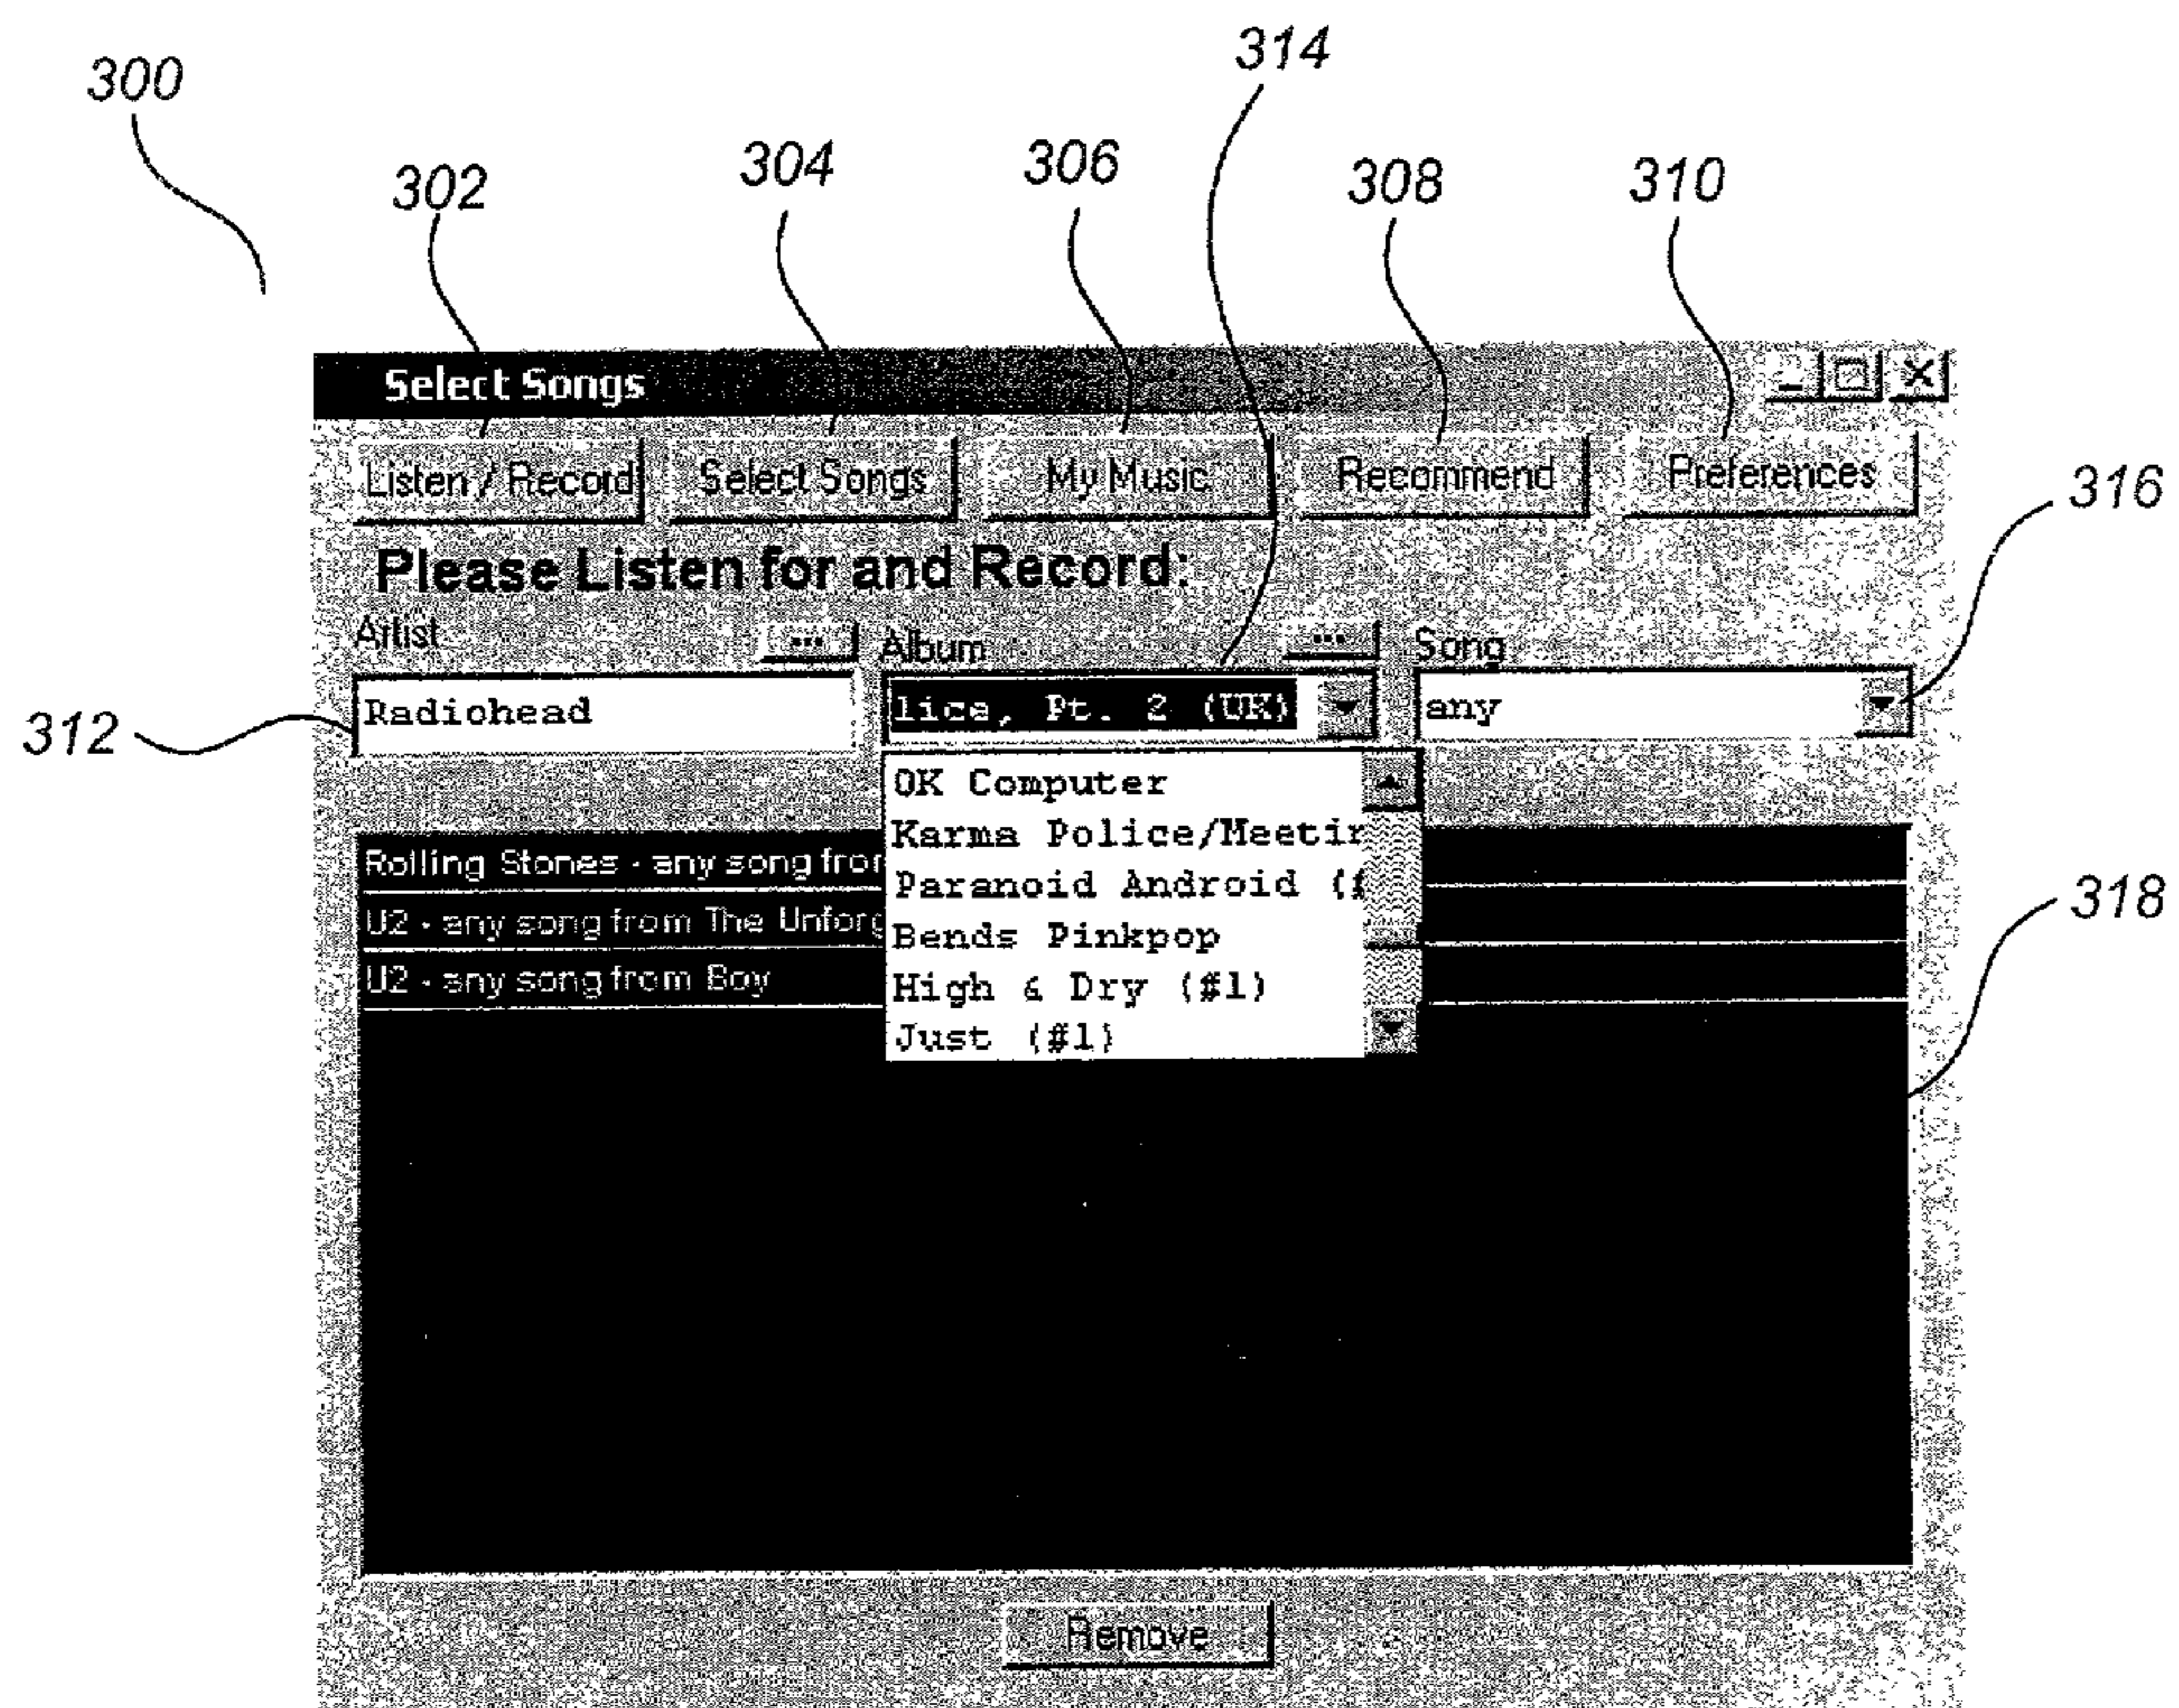 314
300
302 304 306 308 310
Select Songs
Listen / Record Select Songs My Music Recommend Preferences
316
Please Listen for and Record:
Artist ... Album ... Song
312 Radiohead lice, Pt. 2 (UK) any
OK Computer
Karma Police/Meetin
Paranoid Android (#
Bends Pinkpop
High & Dry (#1)
Just (#1)
Rolling Stones - any song from
U2 - any song from The Unforg
U2 - any song from Boy
318
Remove